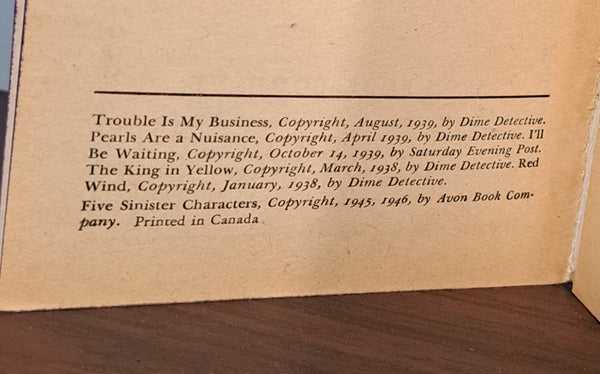 Trouble Is My Business, Copyright, August, 1939, by Dime Detective.
Pearls Are a Nuisance, Copyright, April 1939, by Dime Detective. I'll
Be Waiting, Copyright, October 14, 1939, by Saturday Evening Post.
The King in Yellow, Copyright, March, 1938, by Dime Detective. Red
Wind, Copyright, January, 1938, by Dime Detective.
Five Sinister Characters, Copyright, 1945, 1946, by Avon Book Com-
pany. Printed in Canada